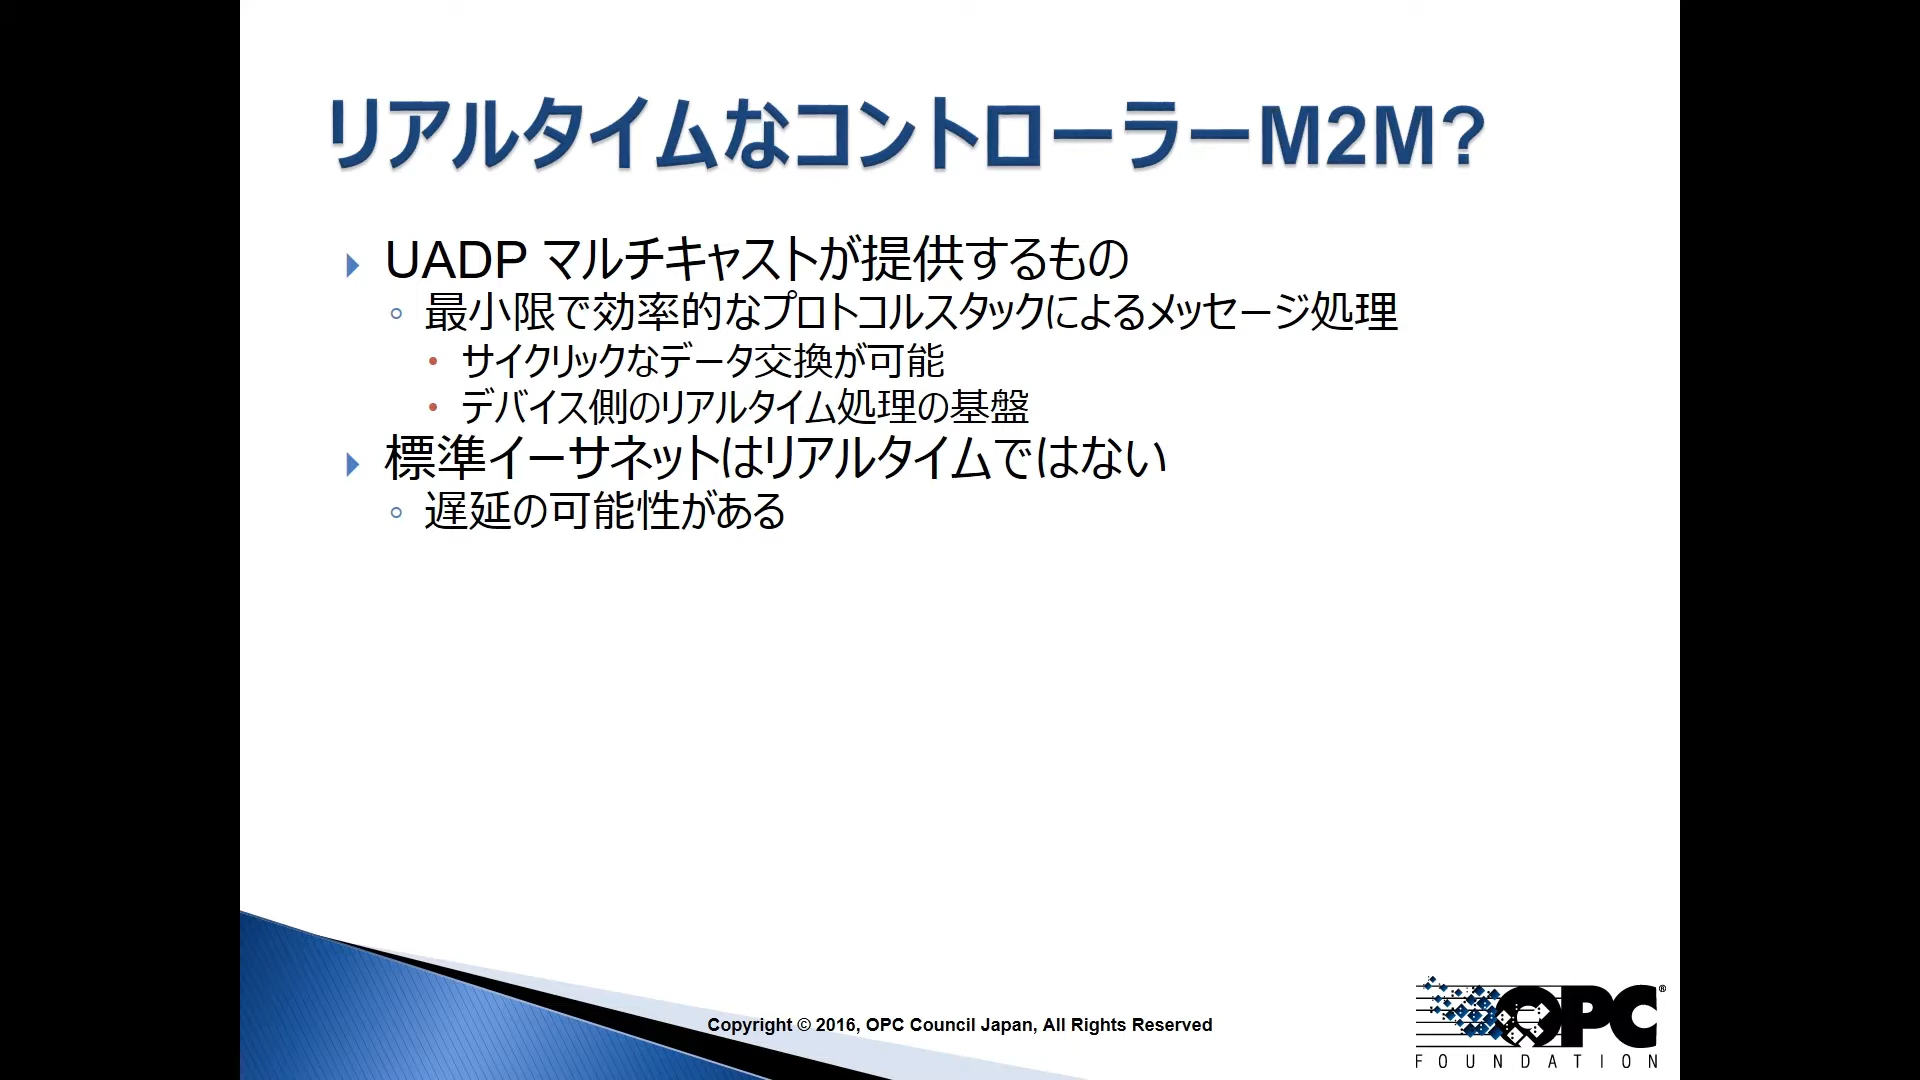 リアルタイムなコントローラーM2M?
UADP マルチキャストが提供するもの
最小限で効率的なプロトコルスタックによるメッセージ処理
サイクリックなデータ交換が可能
デバイス側のリアルタイム処理の基盤
標準イーサネットはリアルタイムではない
遅延の可能性がある
Copyright © 2016, OPC Council Japan, All Rights Reserved
OPC®
FOUNDATION